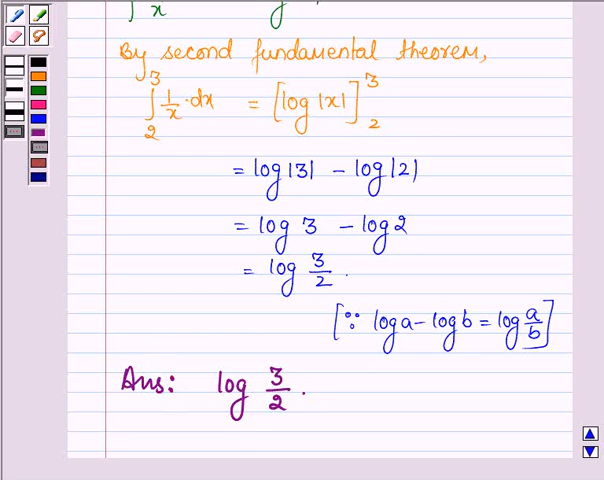 ∫ x
By second fundamental theorem,
∫₂³ 1/x · dx = [log |x|]₂³
= log |3| − log |2|
= log 3 − log 2
= log 3/2 .
[∵ log a − log b = log a/b]
Ans: log 3/2 .